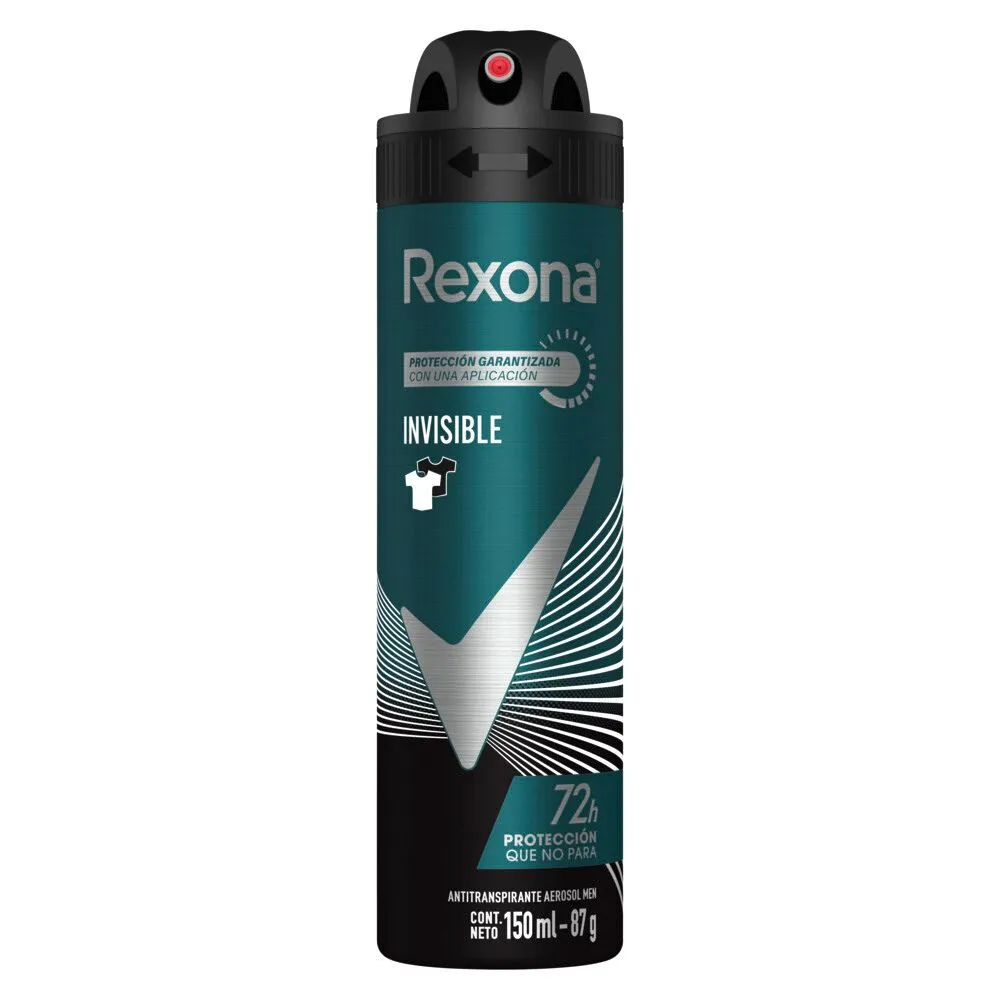 Rexona®
PROTECCIÓN GARANTIZADA
CON UNA APLICACIÓN
INVISIBLE
72h
PROTECCIÓN
QUE NO PARA
ANTITRANSPIRANTE AEROSOL MEN
CONT. NETO 150 ml – 87 g